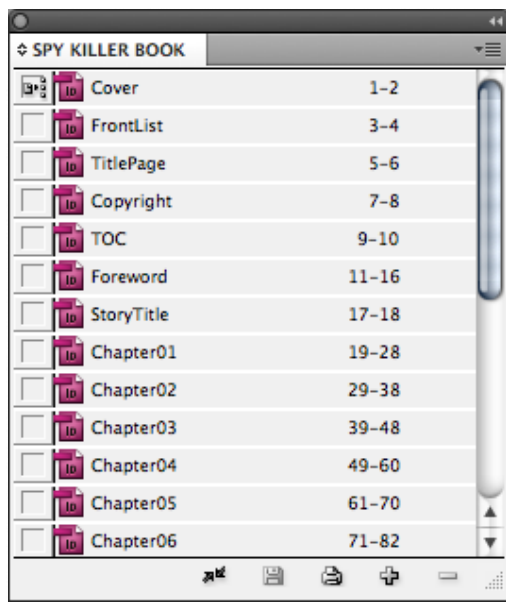 SPY KILLER BOOK
Cover 1-2
FrontList 3-4
TitlePage 5-6
Copyright 7-8
TOC 9-10
Foreword 11-16
StoryTitle 17-18
Chapter01 19-28
Chapter02 29-38
Chapter03 39-48
Chapter04 49-60
Chapter05 61-70
Chapter06 71-82